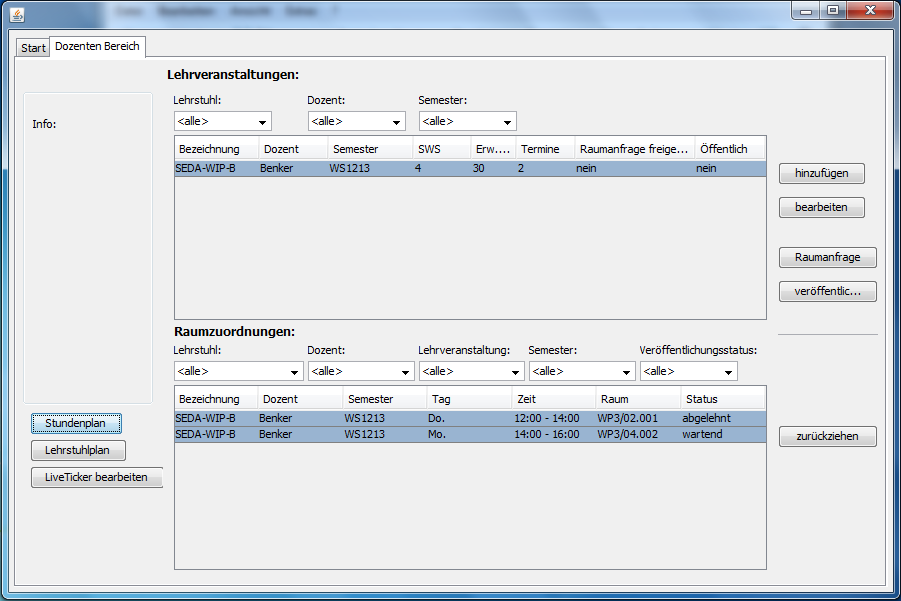 Start
Dozenten Bereich
Info:
Stundenplan
Lehrstuhlplan
LiveTicker bearbeiten
Lehrveranstaltungen:
Lehrstuhl: Dozent: Semester:
<alle> <alle> <alle>
Bezeichnung Dozent Semester SWS Erw.... Termine Raumanfrage freige... Öffentlich
SEDA-WIP-B Benker WS1213 4 30 2 nein nein
hinzufügen
bearbeiten
Raumanfrage
veröffentlic...
Raumzuordnungen:
Lehrstuhl: Dozent: Lehrveranstaltung: Semester: Veröffentlichungsstatus:
<alle> <alle> <alle> <alle> <alle>
Bezeichnung Dozent Semester Tag Zeit Raum Status
SEDA-WIP-B Benker WS1213 Do. 12:00 - 14:00 WP3/02.001 abgelehnt
SEDA-WIP-B Benker WS1213 Mo. 14:00 - 16:00 WP3/04.002 wartend
zurückziehen